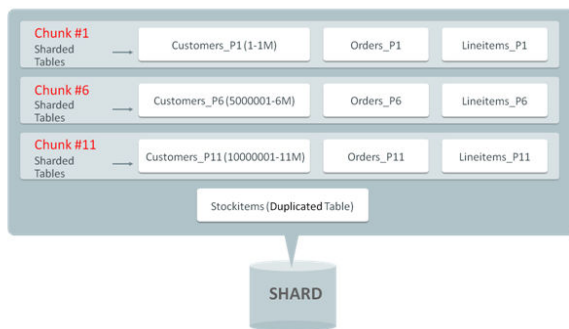 Chunk #1
Sharded
Tables
Customers_P1 (1-1M)
Orders_P1
Lineitems_P1
Chunk #6
Sharded
Tables
Customers_P6 (5000001-6M)
Orders_P6
Lineitems_P6
Chunk #11
Sharded
Tables
Customers_P11 (10000001-11M)
Orders_P11
Lineitems_P11
Stockitems (Duplicated Table)
SHARD